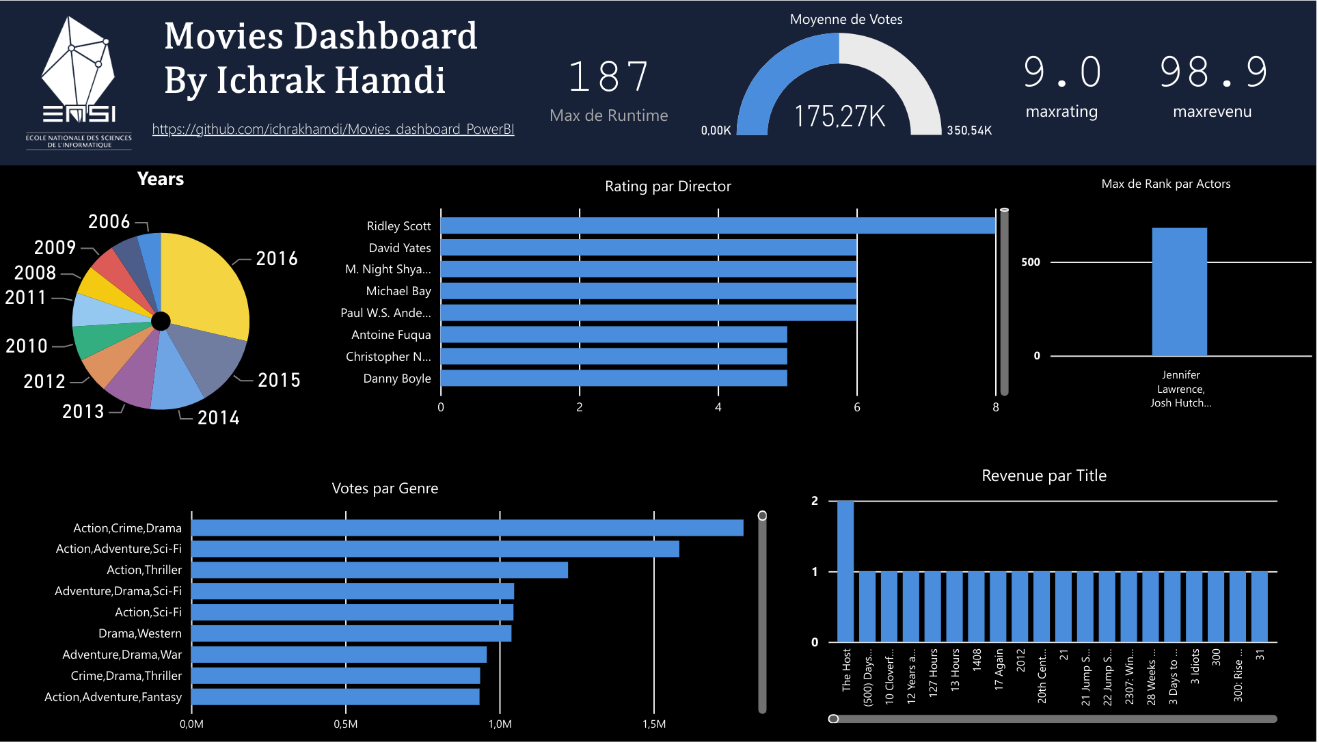 Movies Dashboard
By Ichrak Hamdi
https://github.com/ichrakhamdi/Movies_dashboard_PowerBI
EMSI
ÉCOLE NATIONALE DES SCIENCES
DE L'INFORMATIQUE
187
Max de Runtime
Moyenne de Votes
175,27K
0,00K
350,54K
9.0
maxrating
98.9
maxrevenu
Years
2006
2009
2008
2011
2010
2012
2013
2014
2015
2016
Rating par Director
Ridley Scott
David Yates
M. Night Shya...
Michael Bay
Paul W.S. Ande...
Antoine Fuqua
Christopher N...
Danny Boyle
0 2 4 6 8
Max de Rank par Actors
500
0
Jennifer
Lawrence,
Josh Hutch...
Votes par Genre
Action,Crime,Drama
Action,Adventure,Sci-Fi
Action,Thriller
Adventure,Drama,Sci-Fi
Action,Sci-Fi
Drama,Western
Adventure,Drama,War
Crime,Drama,Thriller
Action,Adventure,Fantasy
0,0M 0,5M 1,0M 1,5M
Revenue par Title
2
1
0
The Host
(500) Days...
10 Cloverf...
12 Years a...
127 Hours
13 Hours
1408
17 Again
2012
20th Cent...
21
21 Jump S...
22 Jump S...
2307: Win...
28 Weeks ...
3 Days to ...
3 Idiots
300
300: Rise ...
31